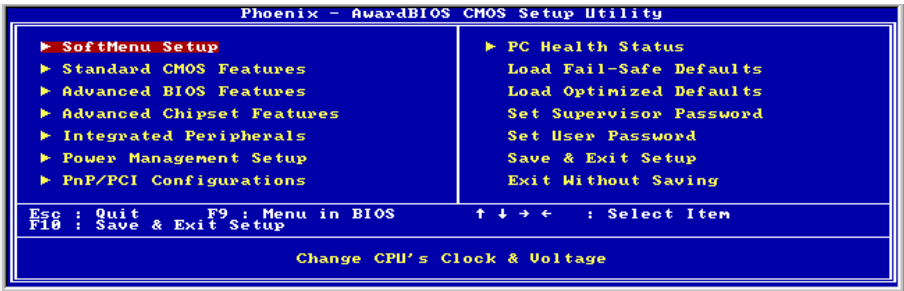 Phoenix - AwardBIOS CMOS Setup Utility
► SoftMenu Setup
► Standard CMOS Features
► Advanced BIOS Features
► Advanced Chipset Features
► Integrated Peripherals
► Power Management Setup
► PnP/PCI Configurations
► PC Health Status
Load Fail-Safe Defaults
Load Optimized Defaults
Set Supervisor Password
Set User Password
Save & Exit Setup
Exit Without Saving
Esc : Quit F9 : Menu in BIOS ↑ ↓ → ← : Select Item
F10 : Save & Exit Setup
Change CPU's Clock & Voltage